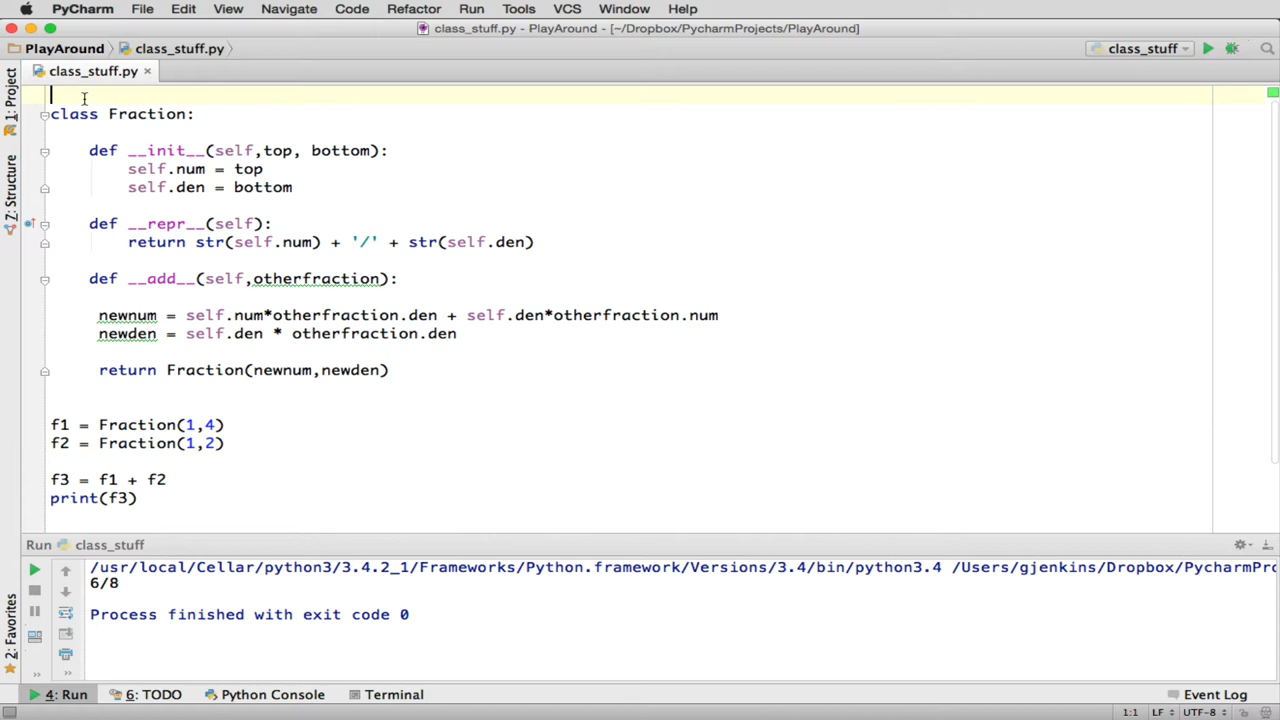 PyCharm File Edit View Navigate Code Refactor Run Tools VCS Window Help
class_stuff.py - PlayAround - [~/Dropbox/PycharmProjects/PlayAround]
PlayAround class_stuff.py class_stuff
class_stuff.py ×
1: Project
Z: Structure
2: Favorites
class Fraction:
def __init__(self,top, bottom):
self.num = top
self.den = bottom
def __repr__(self):
return str(self.num) + '/' + str(self.den)
def __add__(self,otherfraction):
newnum = self.num*otherfraction.den + self.den*otherfraction.num
newden = self.den * otherfraction.den
return Fraction(newnum,newden)
f1 = Fraction(1,4)
f2 = Fraction(1,2)
f3 = f1 + f2
print(f3)
Run class_stuff
/usr/local/Cellar/python3/3.4.2_1/Frameworks/Python.framework/Versions/3.4/bin/python3.4 /Users/gjenkins/Dropbox/PycharmPro
6/8
Process finished with exit code 0
4: Run 6: TODO Python Console Terminal Event Log
1:1 LF UTF-8